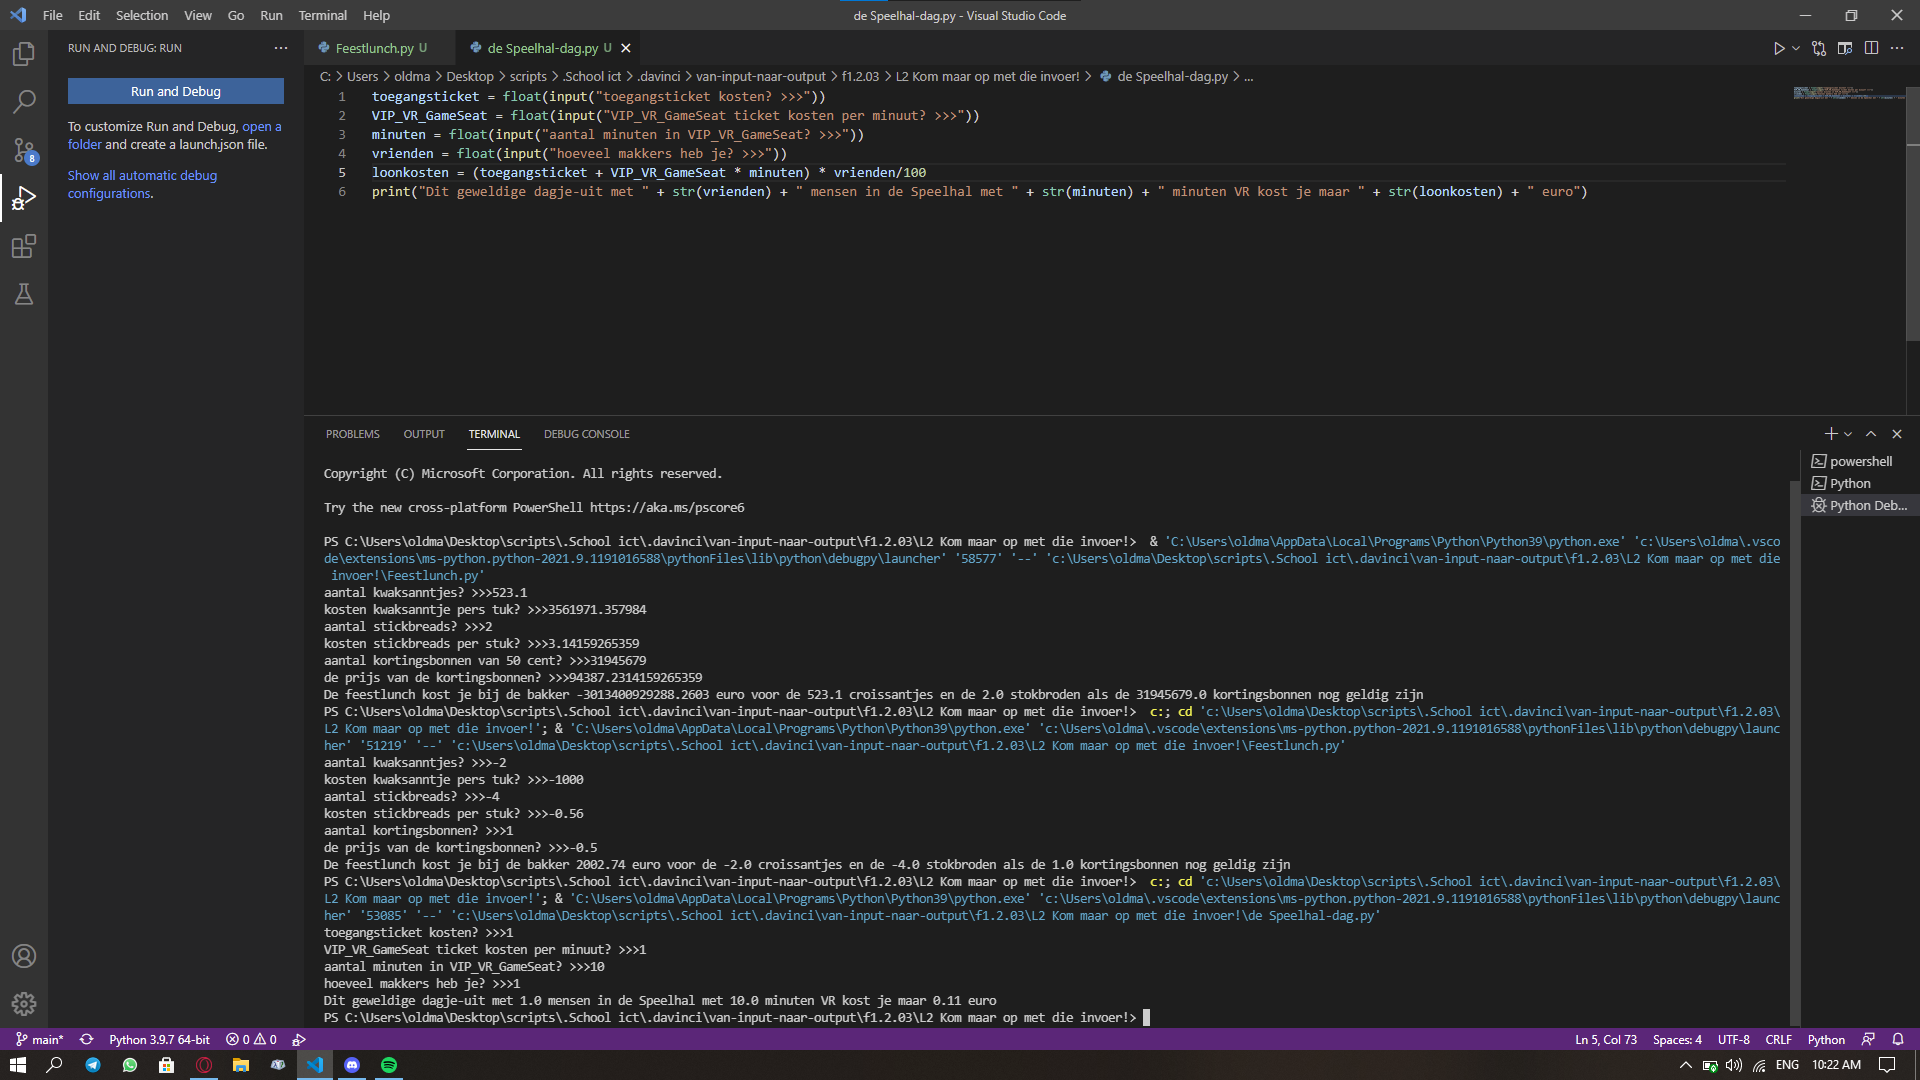 File Edit Selection View Go Run Terminal Help
de Speelhal-dag.py - Visual Studio Code
RUN AND DEBUG: RUN
Feestlunch.py U
de Speelhal-dag.py U
C: > Users > oldma > Desktop > scripts > .School ict > .davinci > van-input-naar-output > f1.2.03 > L2 Kom maar op met die invoer! > de Speelhal-dag.py > ...
Run and Debug
To customize Run and Debug, open a
folder and create a launch.json file.
Show all automatic debug
configurations.
1 toegangsticket = float(input("toegangsticket kosten? >>>"))
2 VIP_VR_GameSeat = float(input("VIP_VR_GameSeat ticket kosten per minuut? >>>"))
3 minuten = float(input("aantal minuten in VIP_VR_GameSeat? >>>"))
4 vrienden = float(input("hoeveel makkers heb je? >>>"))
5 loonkosten = (toegangsticket + VIP_VR_GameSeat * minuten) * vrienden/100
6 print("Dit geweldige dagje-uit met " + str(vrienden) + " mensen in de Speelhal met " + str(minuten) + " minuten VR kost je maar " + str(loonkosten) + " euro")
PROBLEMS OUTPUT TERMINAL DEBUG CONSOLE
powershell
Python
Python Deb...
Copyright (C) Microsoft Corporation. All rights reserved.
Try the new cross-platform PowerShell https://aka.ms/pscore6
PS C:\Users\oldma\Desktop\scripts\.School ict\.davinci\van-input-naar-output\f1.2.03\L2 Kom maar op met die invoer!>  & 'C:\Users\oldma\AppData\Local\Programs\Python\Python39\python.exe' 'c:\Users\oldma\.vsco
de\extensions\ms-python.python-2021.9.1191016588\pythonFiles\lib\python\debugpy\launcher' '58577' '--' 'c:\Users\oldma\Desktop\scripts\.School ict\.davinci\van-input-naar-output\f1.2.03\L2 Kom maar op met die
invoer!\Feestlunch.py'
aantal kwaksanntjes? >>>523.1
kosten kwaksanntje pers tuk? >>>3561971.357984
aantal stickbreads? >>>2
kosten stickbreads per stuk? >>>3.14159265359
aantal kortingsbonnen van 50 cent? >>>31945679
de prijs van de kortingsbonnen? >>>94387.2314159265359
De feestlunch kost je bij de bakker -3013400929288.2603 euro voor de 523.1 croissantjes en de 2.0 stokbroden als de 31945679.0 kortingsbonnen nog geldig zijn
PS C:\Users\oldma\Desktop\scripts\.School ict\.davinci\van-input-naar-output\f1.2.03\L2 Kom maar op met die invoer!>  c:; cd 'c:\Users\oldma\Desktop\scripts\.School ict\.davinci\van-input-naar-output\f1.2.03\
L2 Kom maar op met die invoer!'; & 'C:\Users\oldma\AppData\Local\Programs\Python\Python39\python.exe' 'c:\Users\oldma\.vscode\extensions\ms-python.python-2021.9.1191016588\pythonFiles\lib\python\debugpy\launc
her' '51219' '--' 'c:\Users\oldma\Desktop\scripts\.School ict\.davinci\van-input-naar-output\f1.2.03\L2 Kom maar op met die invoer!\Feestlunch.py'
aantal kwaksanntjes? >>>-2
kosten kwaksanntje pers tuk? >>>-1000
aantal stickbreads? >>>-4
kosten stickbreads per stuk? >>>-0.56
aantal kortingsbonnen? >>>1
de prijs van de kortingsbonnen? >>>-0.5
De feestlunch kost je bij de bakker 2002.74 euro voor de -2.0 croissantjes en de -4.0 stokbroden als de 1.0 kortingsbonnen nog geldig zijn
PS C:\Users\oldma\Desktop\scripts\.School ict\.davinci\van-input-naar-output\f1.2.03\L2 Kom maar op met die invoer!>  c:; cd 'c:\Users\oldma\Desktop\scripts\.School ict\.davinci\van-input-naar-output\f1.2.03\
L2 Kom maar op met die invoer!'; & 'C:\Users\oldma\AppData\Local\Programs\Python\Python39\python.exe' 'c:\Users\oldma\.vscode\extensions\ms-python.python-2021.9.1191016588\pythonFiles\lib\python\debugpy\launc
her' '53085' '--' 'c:\Users\oldma\Desktop\scripts\.School ict\.davinci\van-input-naar-output\f1.2.03\L2 Kom maar op met die invoer!\de Speelhal-dag.py'
toegangsticket kosten? >>>1
VIP_VR_GameSeat ticket kosten per minuut? >>>1
aantal minuten in VIP_VR_GameSeat? >>>10
hoeveel makkers heb je? >>>1
Dit geweldige dagje-uit met 1.0 mensen in de Speelhal met 10.0 minuten VR kost je maar 0.11 euro
PS C:\Users\oldma\Desktop\scripts\.School ict\.davinci\van-input-naar-output\f1.2.03\L2 Kom maar op met die invoer!>
main* Python 3.9.7 64-bit 0 0 Ln 5, Col 73 Spaces: 4 UTF-8 CRLF Python
ENG 10:22 AM